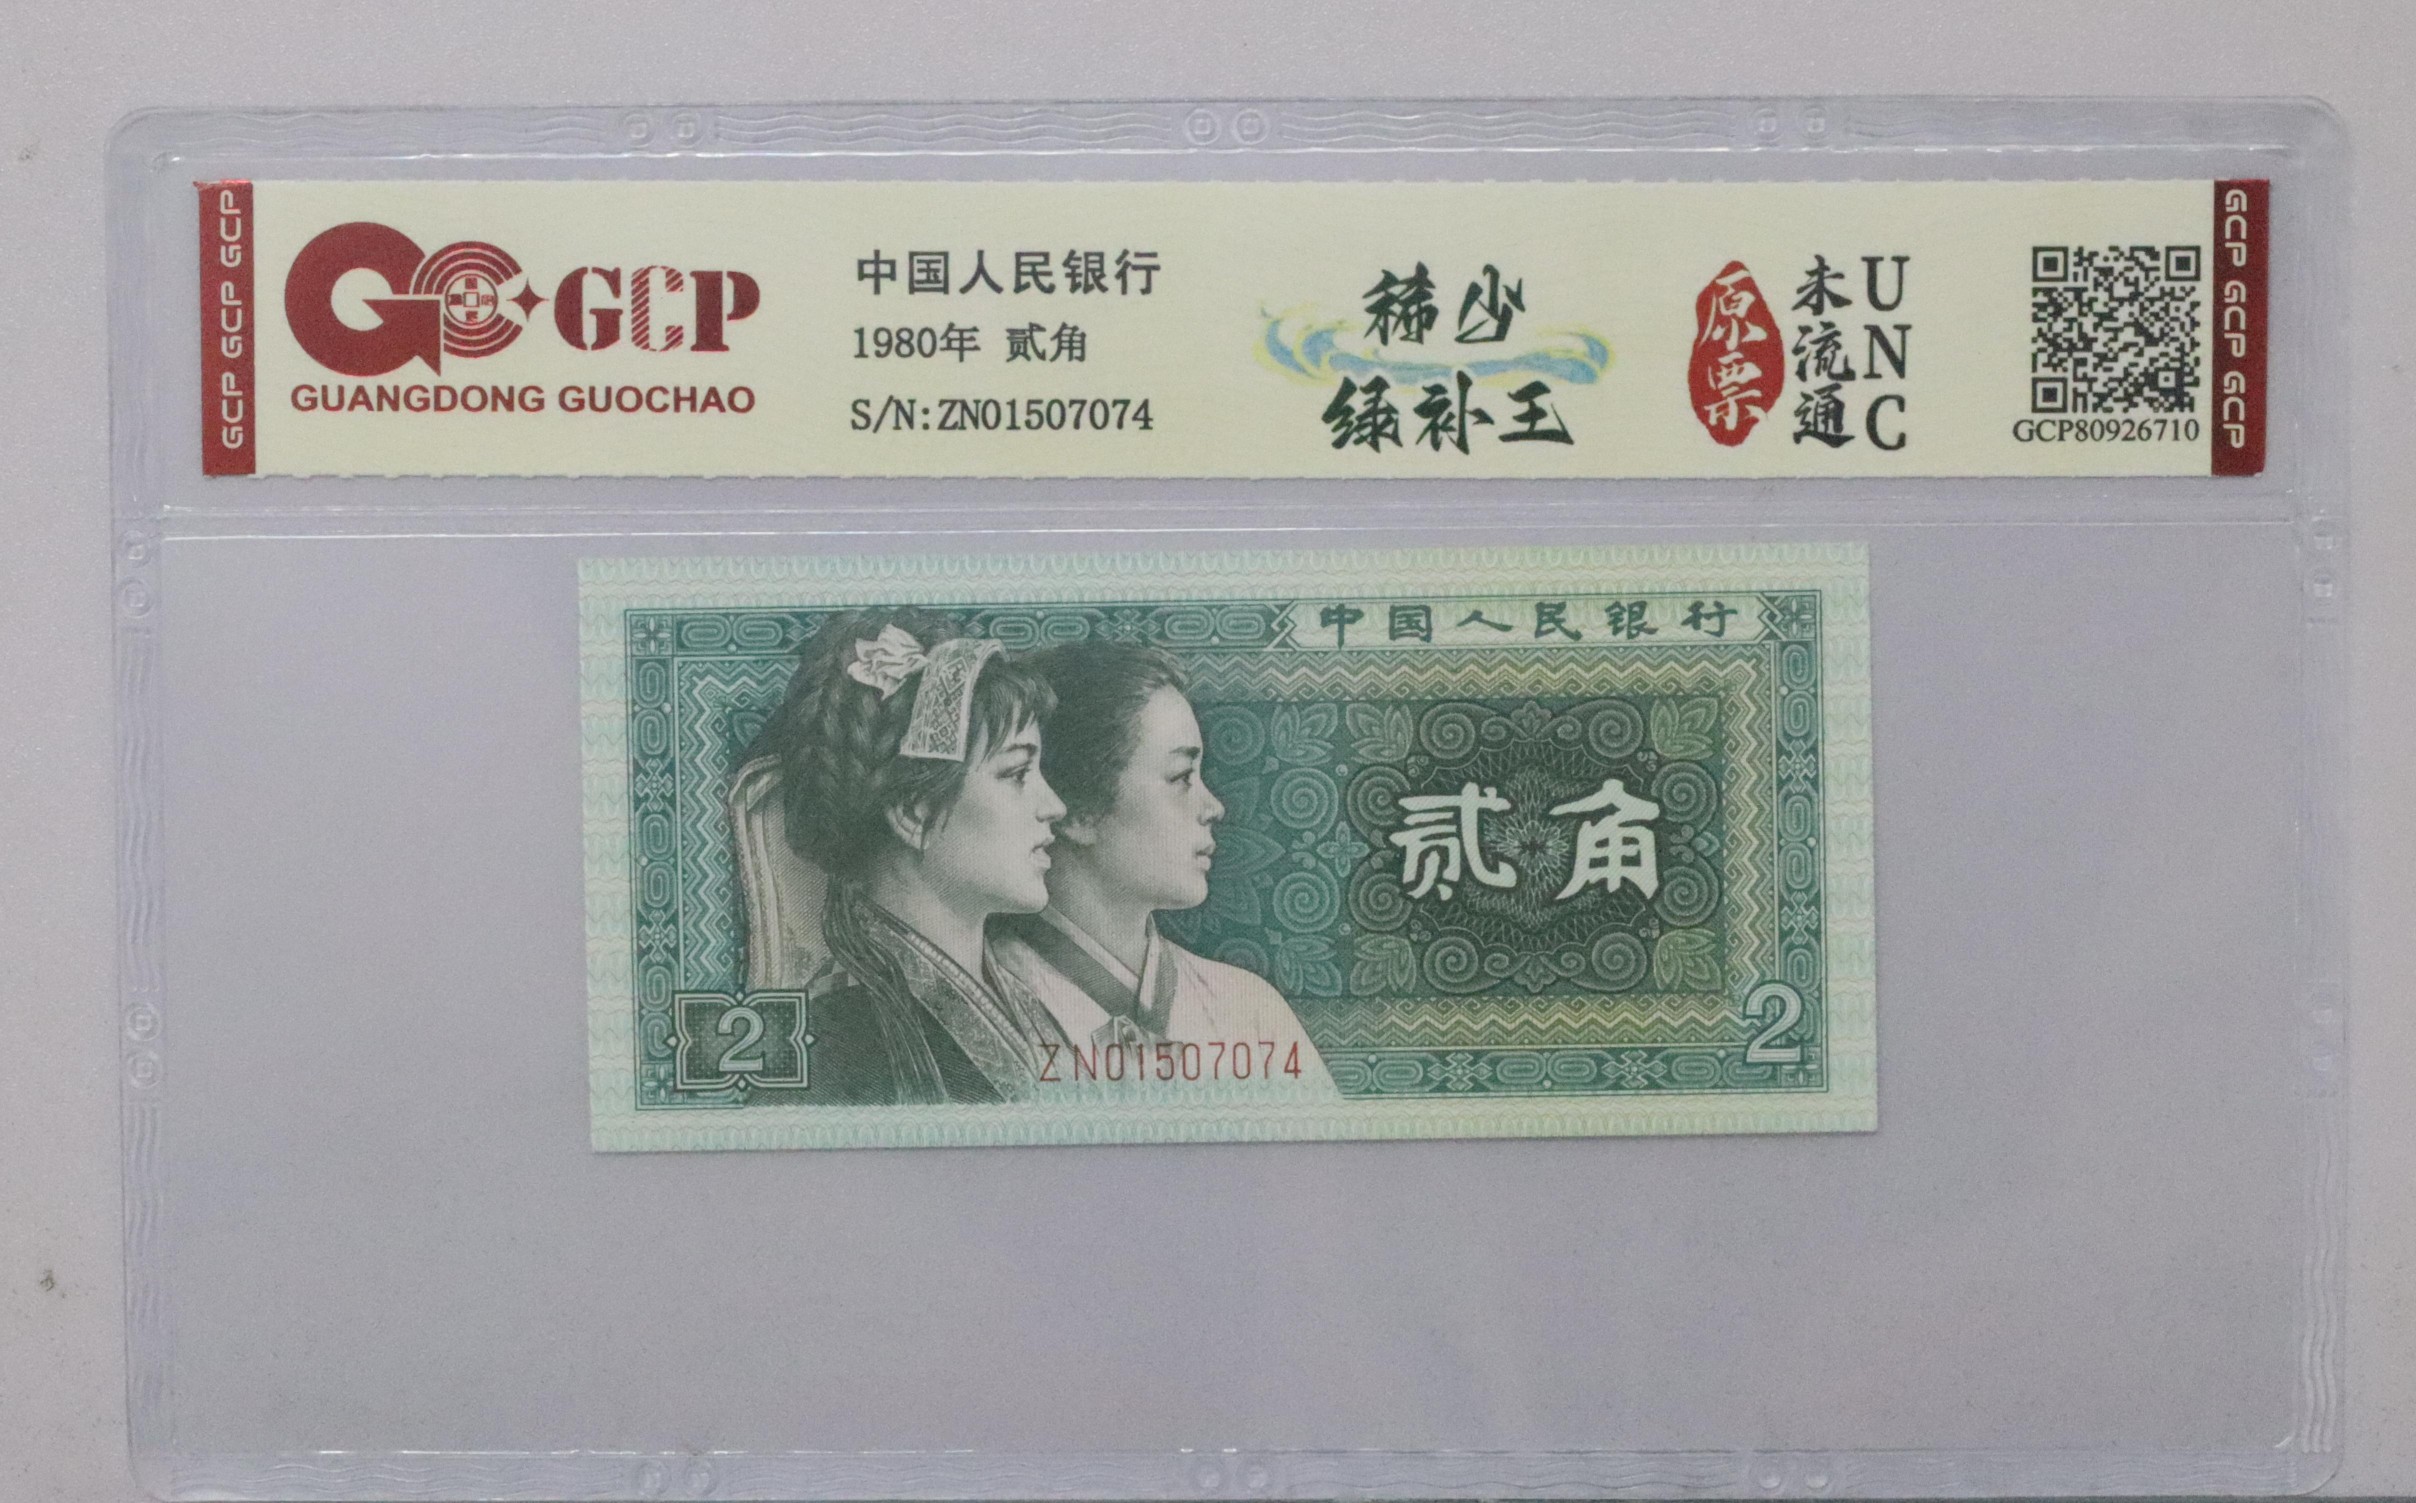 GCP GCP GCP
GCP
GUANGDONG GUOCHAO
中国人民银行
1980年 贰角
S/N:ZN01507074
稀少
绿补王
原票
未流通
UNC
GCP80926710
GCP GCP GCP
中国人民银行
贰角
2
2
ZN01507074